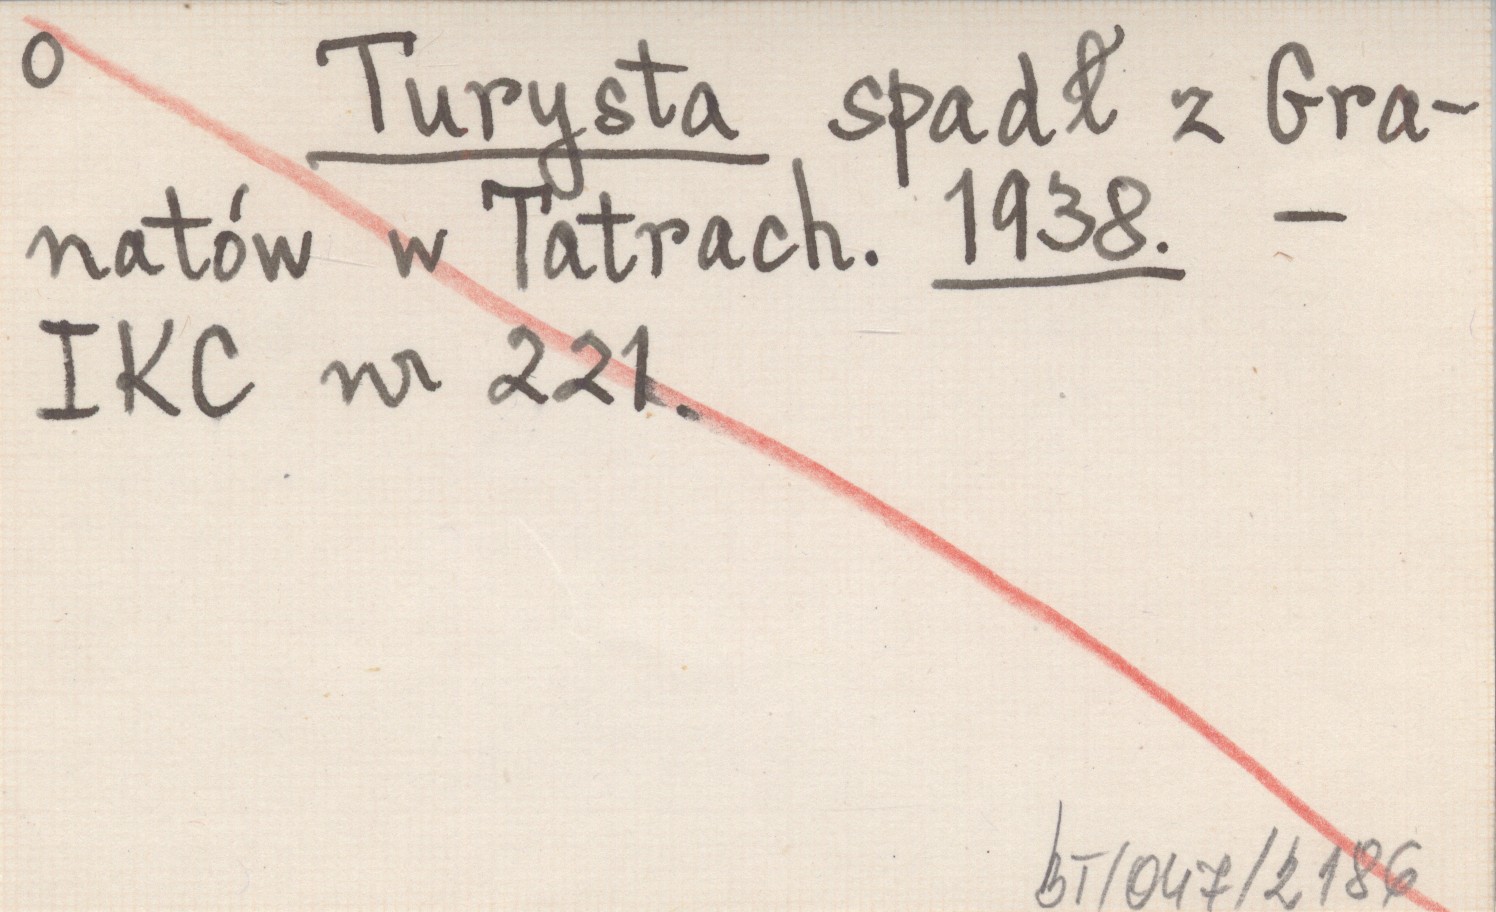 o Turysta spadł z Gra-
natów w Tatrach. 1938. –
IKC nr 221.
bT/047/2186